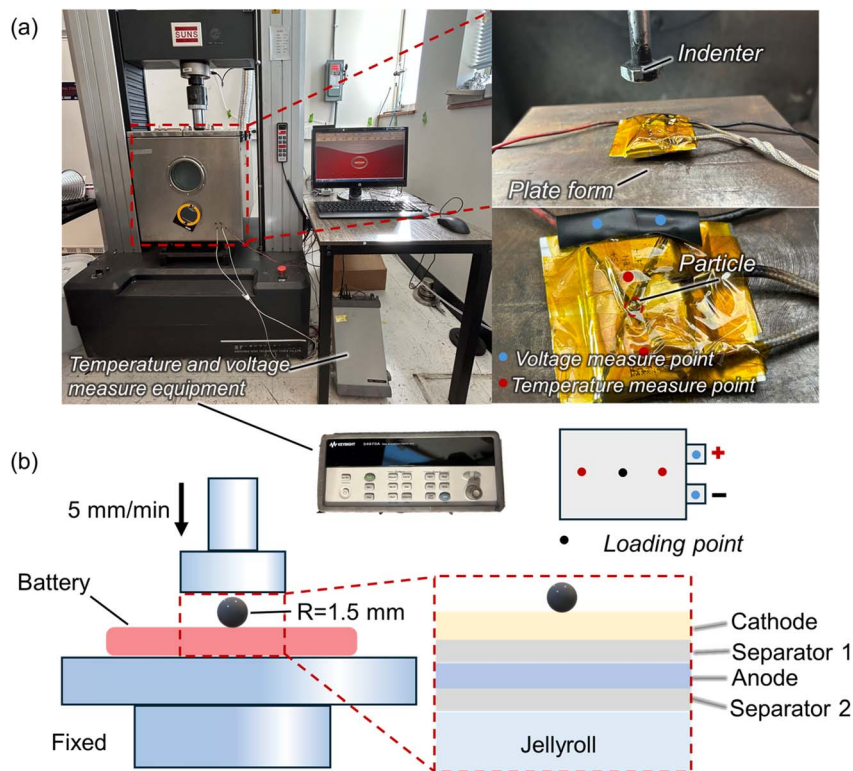 (a)
SUNS
Indenter
Plate form
Particle
Voltage measure point
Temperature measure point
Temperature and voltage
measure equipment
KEYSIGHT
(b)
5 mm/min
+
−
Loading point
Battery
R=1.5 mm
Cathode
Separator 1
Anode
Separator 2
Fixed
Jellyroll